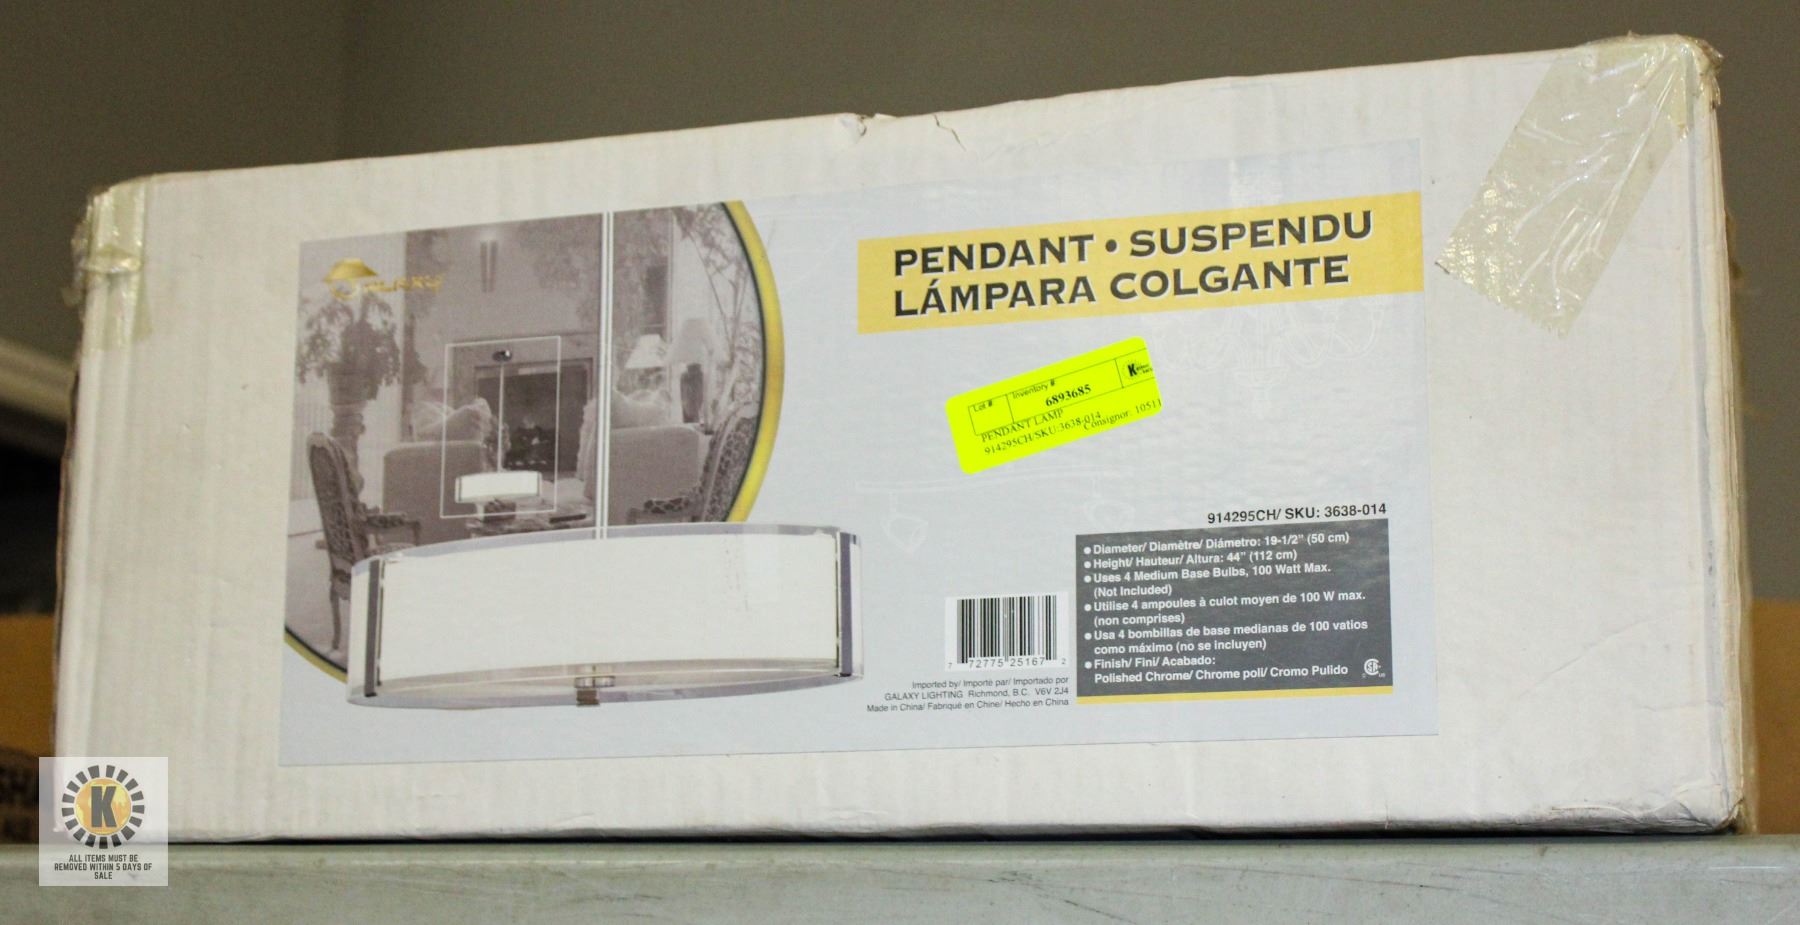 GALAXY
PENDANT • SUSPENDU
LÁMPARA COLGANTE
Lot #
Inventory #
6893685
PENDANT LAMP
914295CH/SKU:3638-014
Consignor: 10511
914295CH/ SKU: 3638-014
● Diameter/ Diamètre/ Diámetro: 19-1/2" (50 cm)
● Height/ Hauteur/ Altura: 44" (112 cm)
● Uses 4 Medium Base Bulbs, 100 Watt Max.
(Not Included)
● Utilise 4 ampoules à culot moyen de 100 W max.
(non comprises)
● Usa 4 bombillas de base medianas de 100 vatios
como máximo (no se incluyen)
● Finish/ Fini/ Acabado:
Polished Chrome/ Chrome poli/ Cromo Pulido
7 72775 25167 2
Imported by/ Importé par/ Importado por
GALAXY LIGHTING Richmond, B.C. V6V 2J4
Made in China/ Fabriqué en Chine/ Hecho en China
K
ALL ITEMS MUST BE
REMOVED WITHIN 5 DAYS OF
SALE